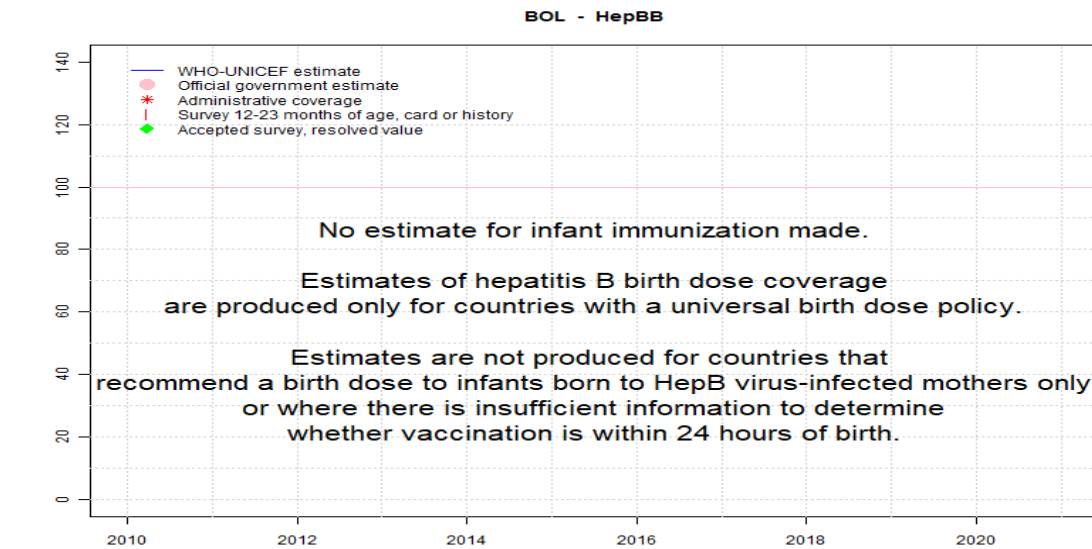 BOL - HepBB
WHO-UNICEF estimate
Official government estimate
Administrative coverage
Survey 12-23 months of age, card or history
Accepted survey, resolved value
140
120
100
80
60
40
20
0
No estimate for infant immunization made.
Estimates of hepatitis B birth dose coverage
are produced only for countries with a universal birth dose policy.
Estimates are not produced for countries that
recommend a birth dose to infants born to HepB virus-infected mothers only
or where there is insufficient information to determine
whether vaccination is within 24 hours of birth.
2010 2012 2014 2016 2018 2020